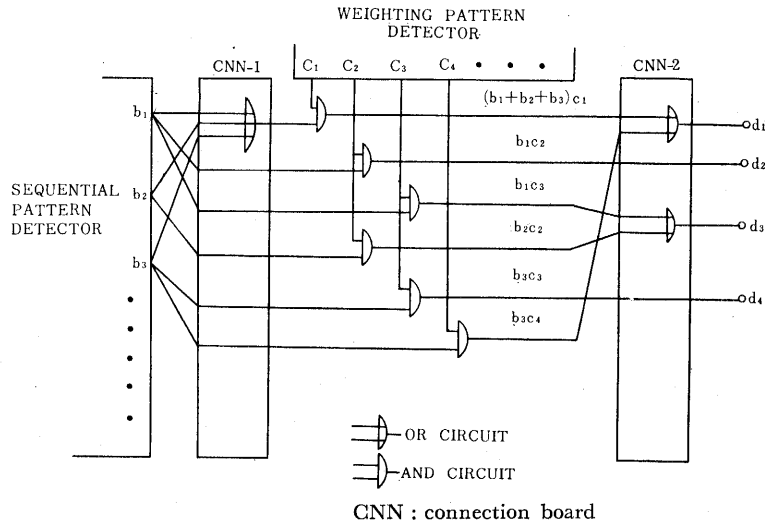 WEIGHTING PATTERN
DETECTOR
CNN-1
C1 C2 C3 C4 • • •
CNN-2
b1
(b1+b2+b3)c1
d1
b1c2
d2
SEQUENTIAL
PATTERN
DETECTOR
b2
b1c3
b2c2
d3
b3
b3c3
d4
b3c4
OR CIRCUIT
AND CIRCUIT
CNN : connection board